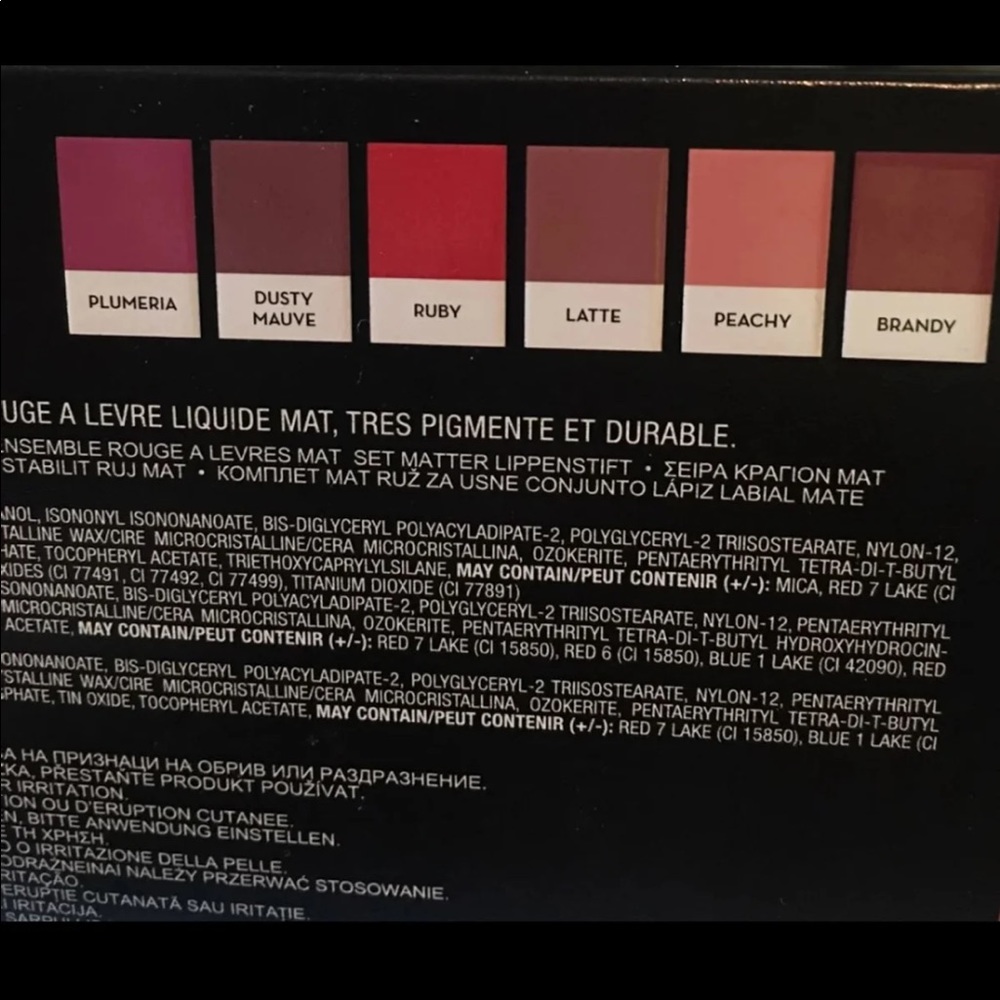 PLUMERIA
DUSTY
MAUVE
RUBY
LATTE
PEACHY
BRANDY
UGE A LEVRE LIQUIDE MAT, TRES PIGMENTE ET DURABLE.
NSEMBLE ROUGE A LEVRES MAT SET MATTER LIPPENSTIFT • ΣΕΙΡΑ ΚΡΑΓΙΟΝ ΜΑΤ
STABILIT RUJ MAT • КОМПЛЕТ MAT RUŽ ZA USNE CONJUNTO LÁPIZ LABIAL MATE
ANOL, ISONONYL ISONONANOATE, BIS-DIGLYCERYL POLYACYLADIPATE-2, POLYGLYCERYL-2 TRIISOSTEARATE, NYLON-12,
TALLINE WAX/CIRE MICROCRISTALLINE/CERA MICROCRISTALLINA, OZOKERITE, PENTAERYTHRITYL TETRA-DI-T-BUTYL
HATE, TOCOPHERYL ACETATE, TRIETHOXYCAPRYLYLSILANE, MAY CONTAIN/PEUT CONTENIR (+/-): MICA, RED 7 LAKE (CI
XIDES (CI 77491, CI 77492, CI 77499), TITANIUM DIOXIDE (CI 77891)
SONONANOATE, BIS-DIGLYCERYL POLYACYLADIPATE-2, POLYGLYCERYL-2 TRIISOSTEARATE, NYLON-12, PENTAERYTHRITYL
MICROCRISTALLINE/CERA MICROCRISTALLINA, OZOKERITE, PENTAERYTHRITYL TETRA-DI-T-BUTYL HYDROXYHYDROCIN-
ACETATE, MAY CONTAIN/PEUT CONTENIR (+/-): RED 7 LAKE (CI 15850), RED 6 (CI 15850), BLUE 1 LAKE (CI 42090), RED
ONONANOATE, BIS-DIGLYCERYL POLYACYLADIPATE-2, POLYGLYCERYL-2 TRIISOSTEARATE, NYLON-12, PENTAERYTHRITYL
STALLINE WAX/CIRE MICROCRISTALLINE/CERA MICROCRISTALLINA, OZOKERITE, PENTAERYTHRITYL TETRA-DI-T-BUTYL
PHATE, TIN OXIDE, TOCOPHERYL ACETATE, MAY CONTAIN/PEUT CONTENIR (+/-): RED 7 LAKE (CI 15850), BLUE 1 LAKE (CI
А НА ПРИЗНАЦИ НА ОБРИВ ИЛИ РАЗДРАЗНЕНИЕ.
KA, PŘESTAŇTE PRODUKT POUŽÍVAT.
R IRRITATION.
ION OU D'ERUPTION CUTANEE.
N, BITTE ANWENDUNG EINSTELLEN.
Ε ΤΗ ΧΡΗΣΗ.
O O IRRITAZIONE DELLA PELLE.
ODRAŻNEINAI NALEŻY PRZERWAĆ STOSOWANIE.
RITAÇÃO.
ERUPȚIE CUTANATĂ SAU IRITAȚIE.
I IRITACIJA.